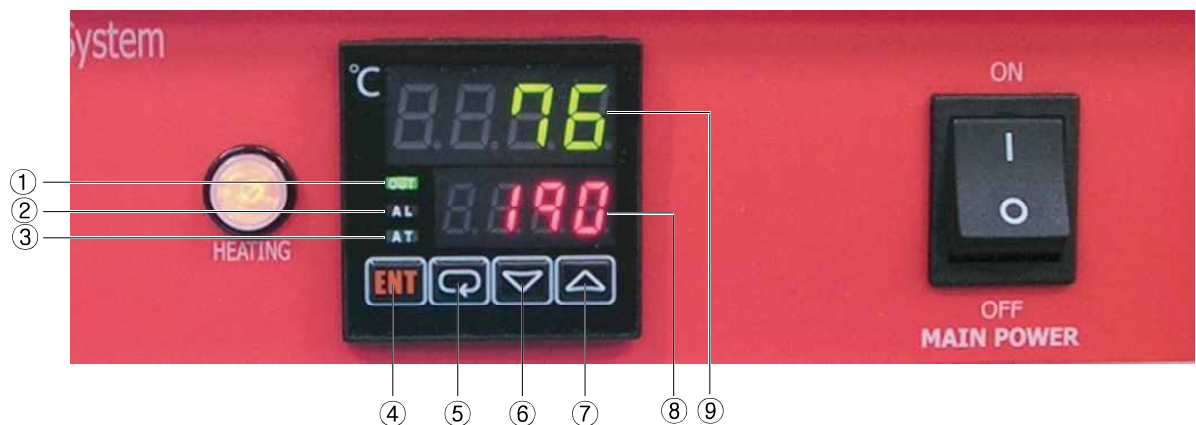 System
°C
76
ON
① OUT
190
② AL
③ AT
HEATING
ENT
OFF
MAIN POWER
④ ⑤ ⑥ ⑦ ⑧ ⑨